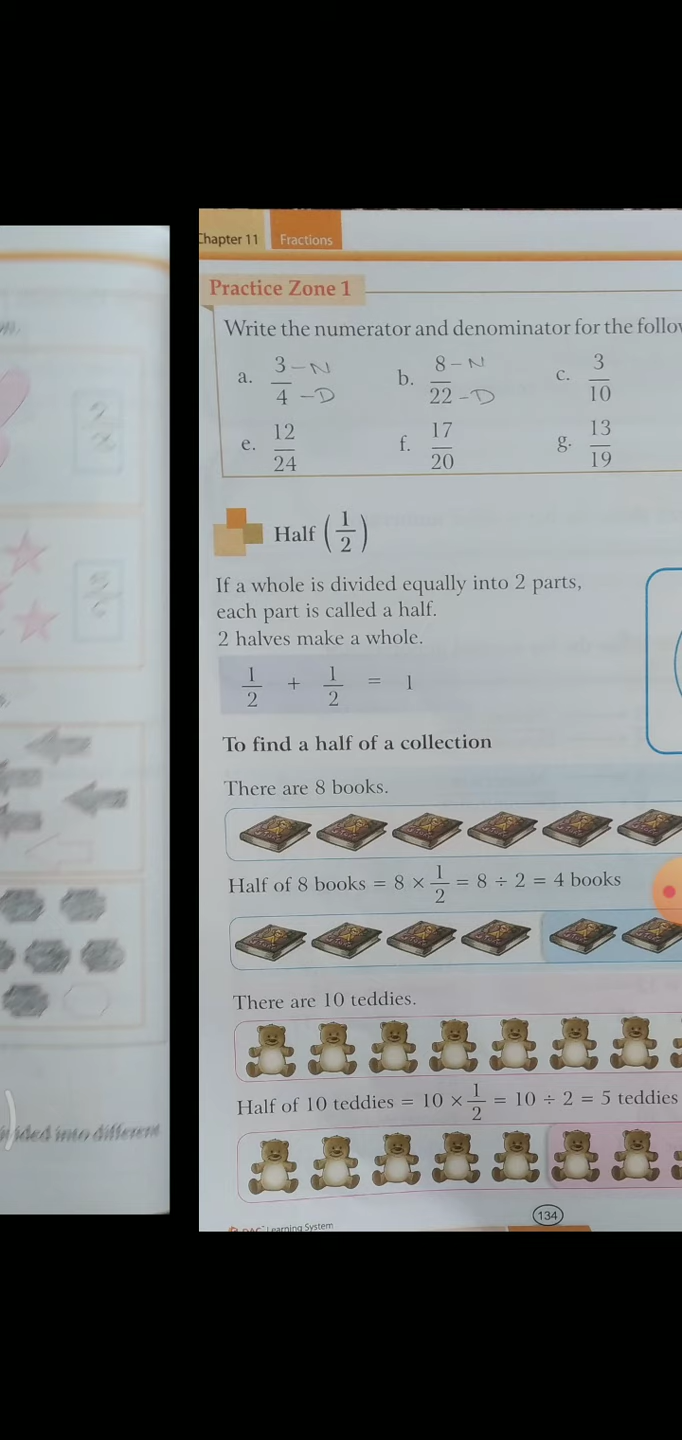 Chapter 11 Fractions
Practice Zone 1
Write the numerator and denominator for the
a. 3/4 - N - D b. 8/22 - N - D c. 3/10
e. 12/24 f. 17/20 g. 13/19
Half (1/2)
If a whole is divided equally into 2 parts,
each part is called a half.
2 halves make a whole.
1/2 + 1/2 = 1
To find a half of a collection
There are 8 books.
Half of 8 books = 8 × 1/2 = 8 ÷ 2 = 4 books
There are 10 teddies.
Half of 10 teddies = 10 × 1/2 = 10 ÷ 2 = 5 teddies
134
Learning System
into different